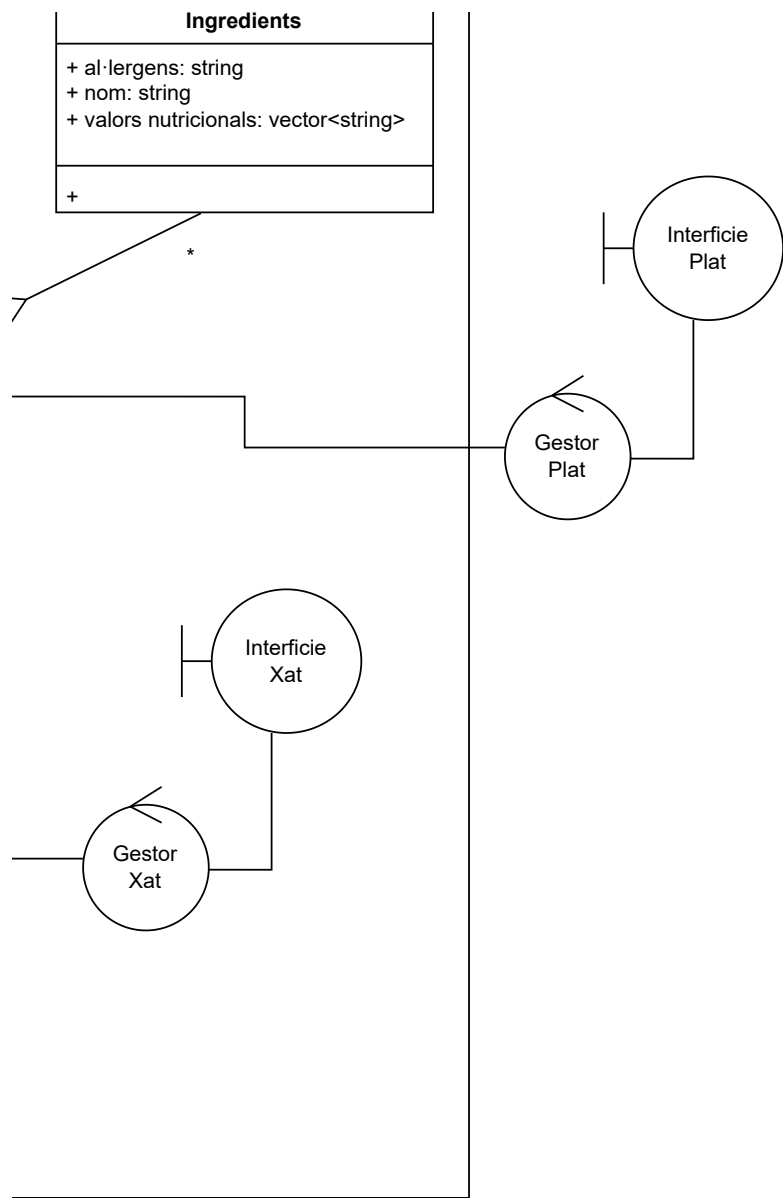 Ingredients
+ al·lergens: string
+ nom: string
+ valors nutricionals: vector<string>
+
*
Interficie
Plat
Gestor
Plat
Interficie
Xat
Gestor
Xat